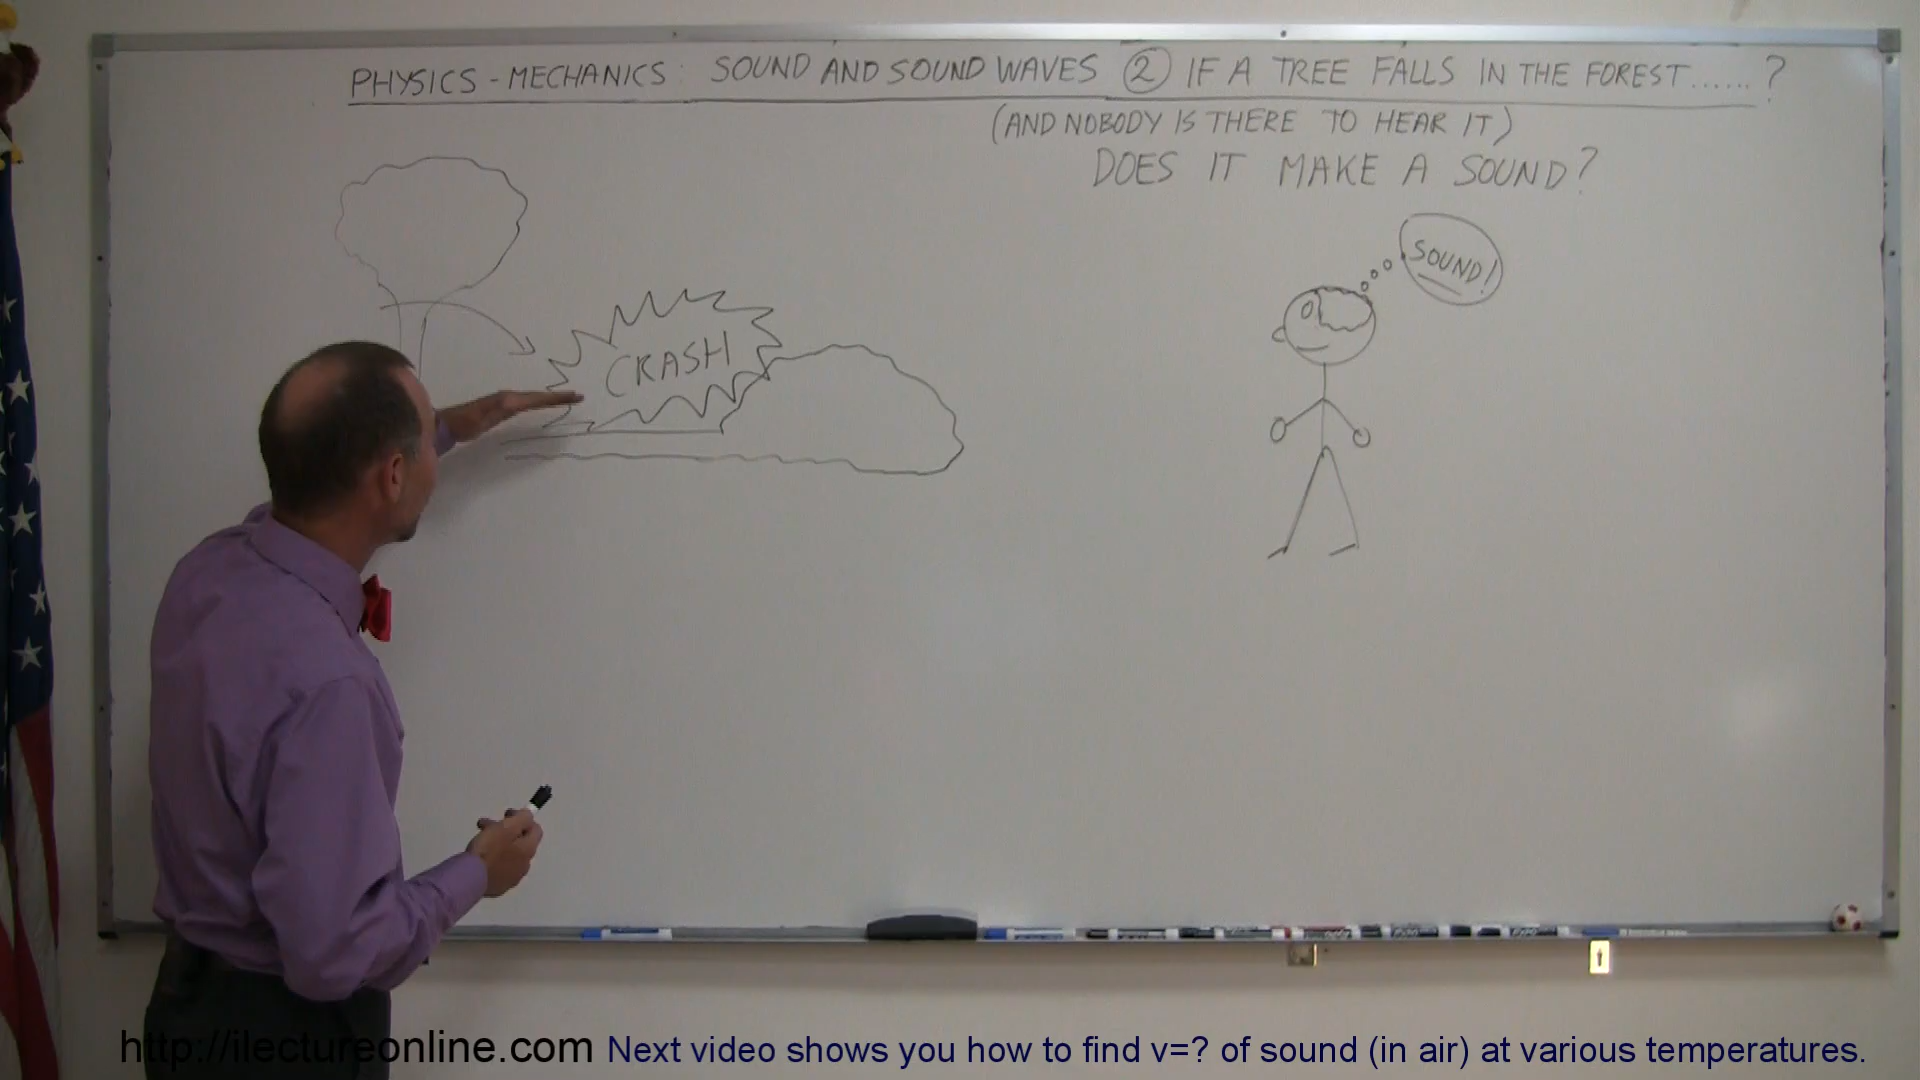 PHYSICS - MECHANICS: SOUND AND SOUND WAVES ② IF A TREE FALLS IN THE FOREST......?
(AND NOBODY IS THERE TO HEAR IT)
DOES IT MAKE A SOUND?
SOUND!
CRASH
http://ilectureonline.com Next video shows you how to find v=? of sound (in air) at various temperatures.